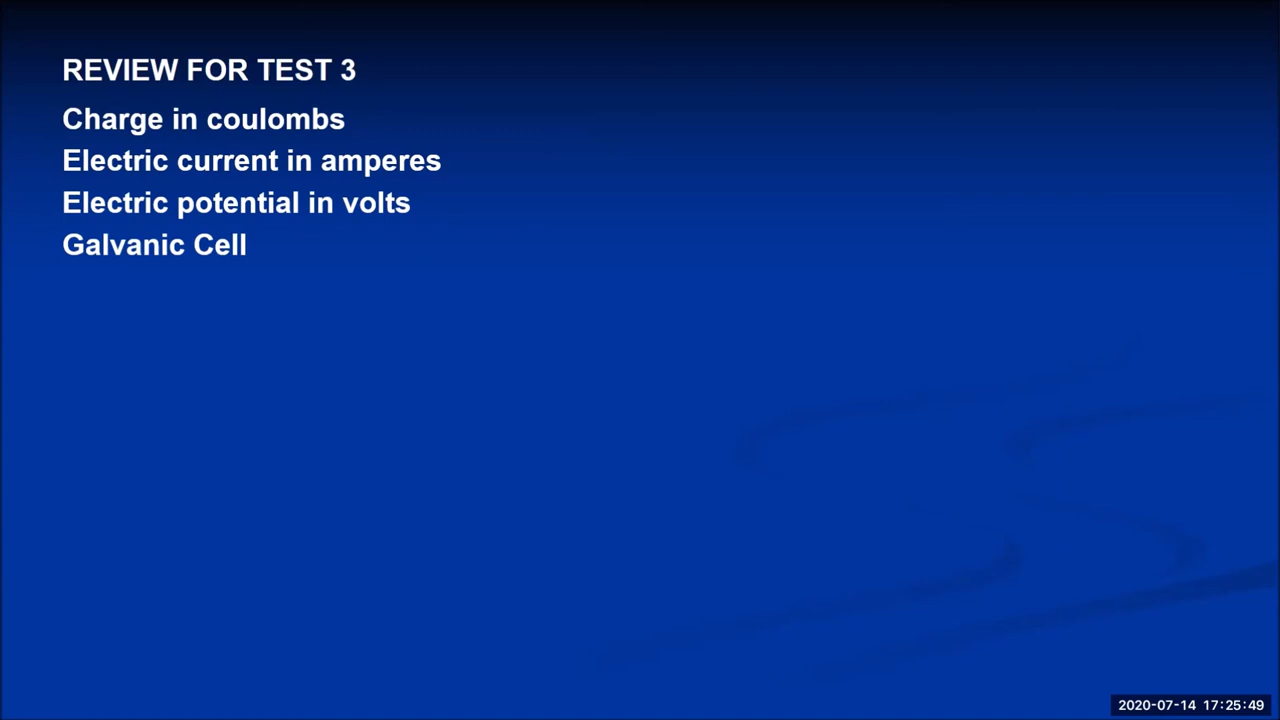 REVIEW FOR TEST 3
Charge in coulombs
Electric current in amperes
Electric potential in volts
Galvanic Cell
2020-07-14 17:25:49